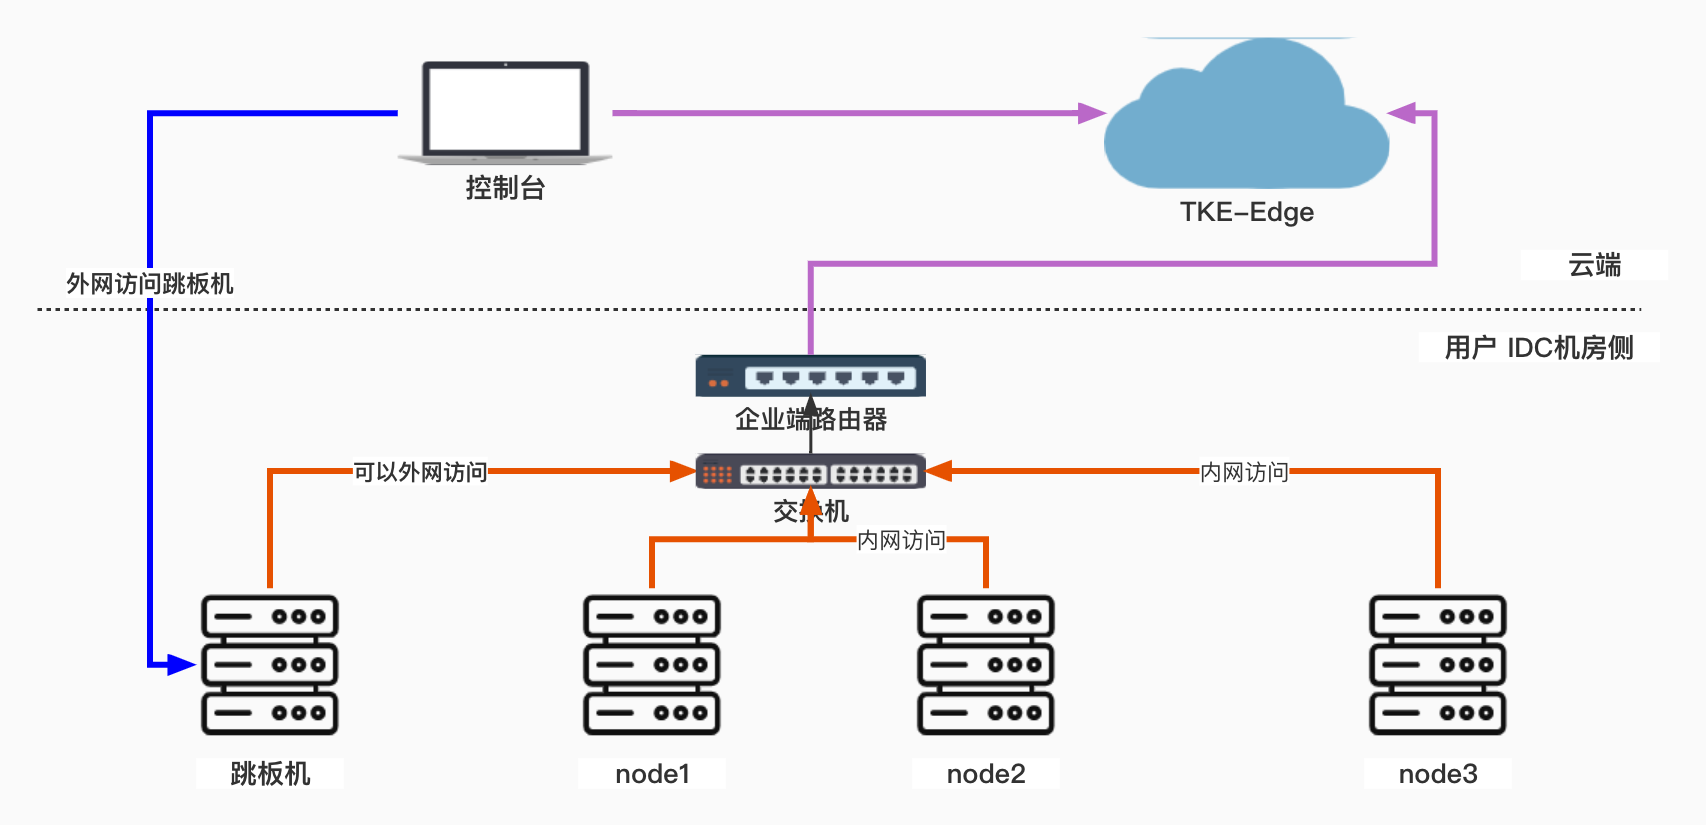 控制台
TKE-Edge
云端
外网访问跳板机
用户 IDC机房侧
企业端路由器
可以外网访问
内网访问
交换机
内网访问
跳板机
node1
node2
node3